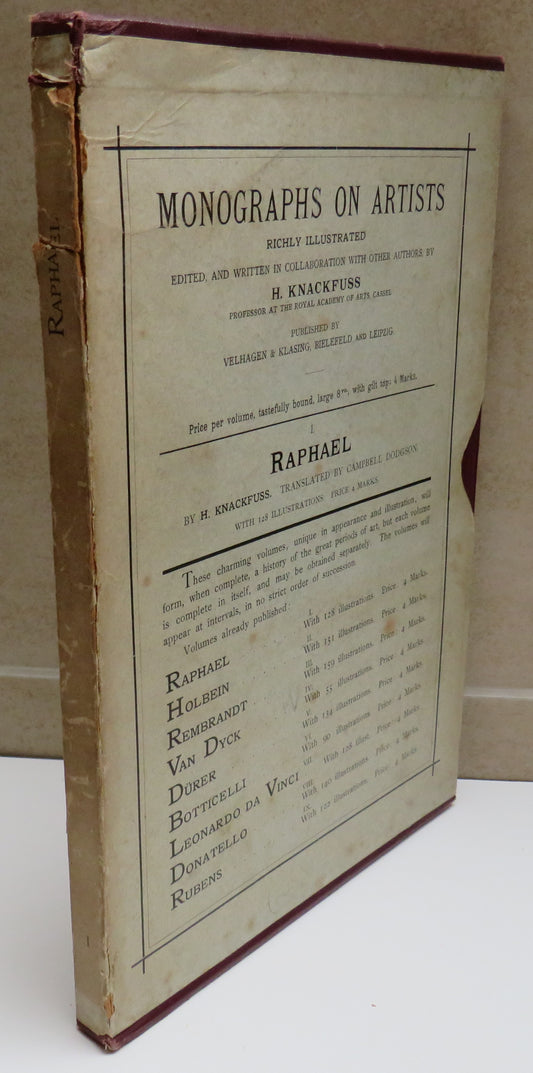 RAPHAEL
1
MONOGRAPHS ON ARTISTS
RICHLY ILLUSTRATED
EDITED, AND WRITTEN IN COLLABORATION WITH OTHER AUTHORS, BY
H. KNACKFUSS
PROFESSOR AT THE ROYAL ACADEMY OF ARTS, CASSEL
PUBLISHED BY
VELHAGEN & KLASING, BIELEFELD AND LEIPZIG.
Price per volume, tastefully bound, large 8vo, with gilt top: 4 Marks.
I.
RAPHAEL
BY H. KNACKFUSS. TRANSLATED BY CAMPBELL DODGSON.
WITH 128 ILLUSTRATIONS. PRICE 4 MARKS.
These charming volumes, unique in appearance and illustration, will
form, when complete, a history of the great periods of art, but each volume
is complete in itself, and may be obtained separately. The volumes will
appear at intervals, in no strict order of succession.
Volumes already published:
I.
RAPHAEL With 128 illustrations. Price: 4 Marks.
II.
HOLBEIN With 151 illustrations. Price: 4 Marks.
III.
REMBRANDT With 159 illustrations. Price: 4 Marks.
IV.
VAN DYCK With 55 illustrations. Price: 4 Marks.
V.
DÜRER With 134 illustrations. Price: 4 Marks.
VI.
BOTTICELLI With 90 illustrations. Price: 4 Marks.
VII.
LEONARDO DA VINCI With 128 illust. Price: 4 Marks.
VIII.
DONATELLO With 140 illustrations. Price: 4 Marks.
IX.
RUBENS With 122 illustrations. Price: 4 Marks.